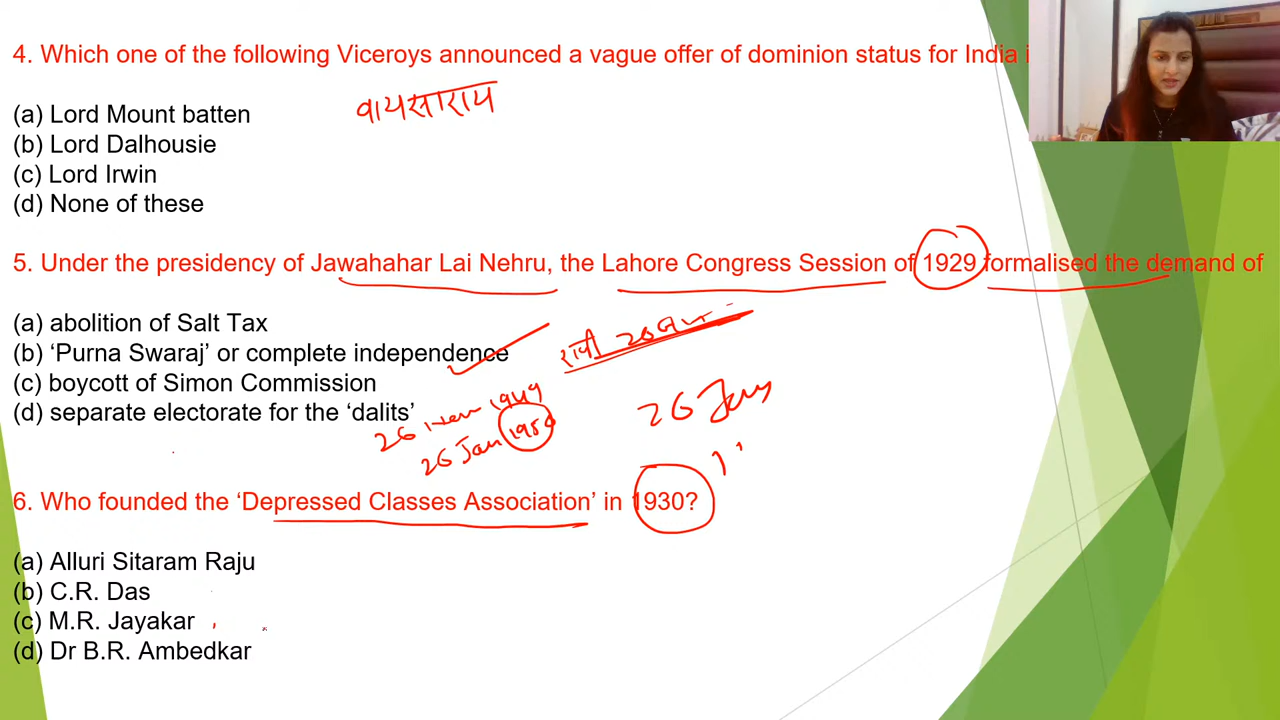 4. Which one of the following Viceroys announced a vague offer of dominion status for India i
(a) Lord Mount batten
वायसाराय
(b) Lord Dalhousie
(c) Lord Irwin
(d) None of these
5. Under the presidency of Jawahahar Lai Nehru, the Lahore Congress Session of 1929 formalised the demand of
(a) abolition of Salt Tax
(b) ‘Purna Swaraj’ or complete independence
(c) boycott of Simon Commission
(d) separate electorate for the ‘dalits’
26 1949
26 Jan 1950
26
6. Who founded the ‘Depressed Classes Association’ in 1930?
(a) Alluri Sitaram Raju
(b) C.R. Das
(c) M.R. Jayakar
(d) Dr B.R. Ambedkar